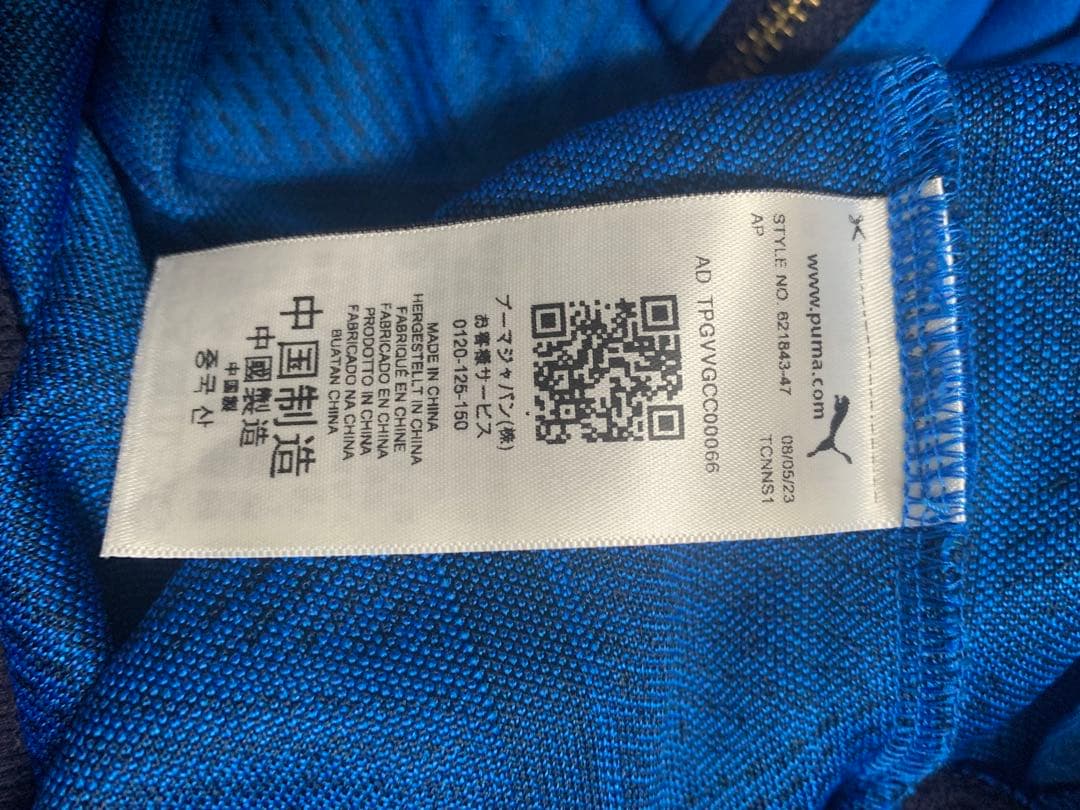 www.puma.com
STYLE NO. 621843-47 08/05/23
AP TCNNS1
AD TPGVVGCC00066
プーマジャパン(株)
お客様サービス
0120-125-150
MADE IN CHINA
HERGESTELLT IN CHINA
FABRIQUE EN CHINE
FABRICADO EN CHINA
PRODOTTO IN CHINA
FABRICADO NA CHINA
BUATAN CHINA
中国制造
中國製造
中国製
중국 산